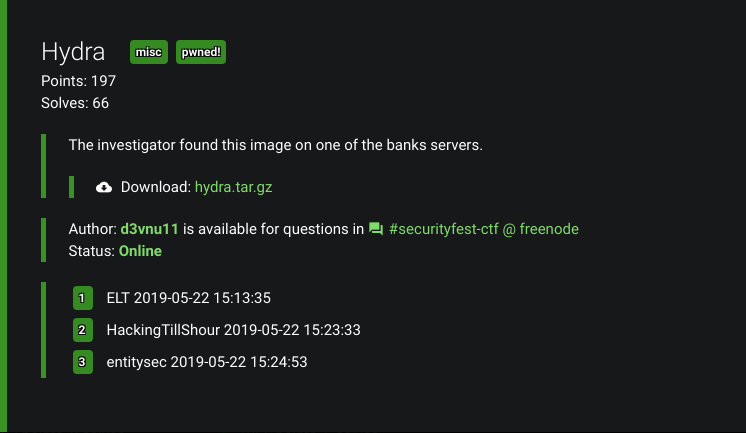 Hydra misc pwned!
Points: 197
Solves: 66
The investigator found this image on one of the banks servers.
Download: hydra.tar.gz
Author: d3vnu11 is available for questions in #securityfest-ctf @ freenode
Status: Online
1 ELT 2019-05-22 15:13:35
2 HackingTillShour 2019-05-22 15:23:33
3 entitysec 2019-05-22 15:24:53